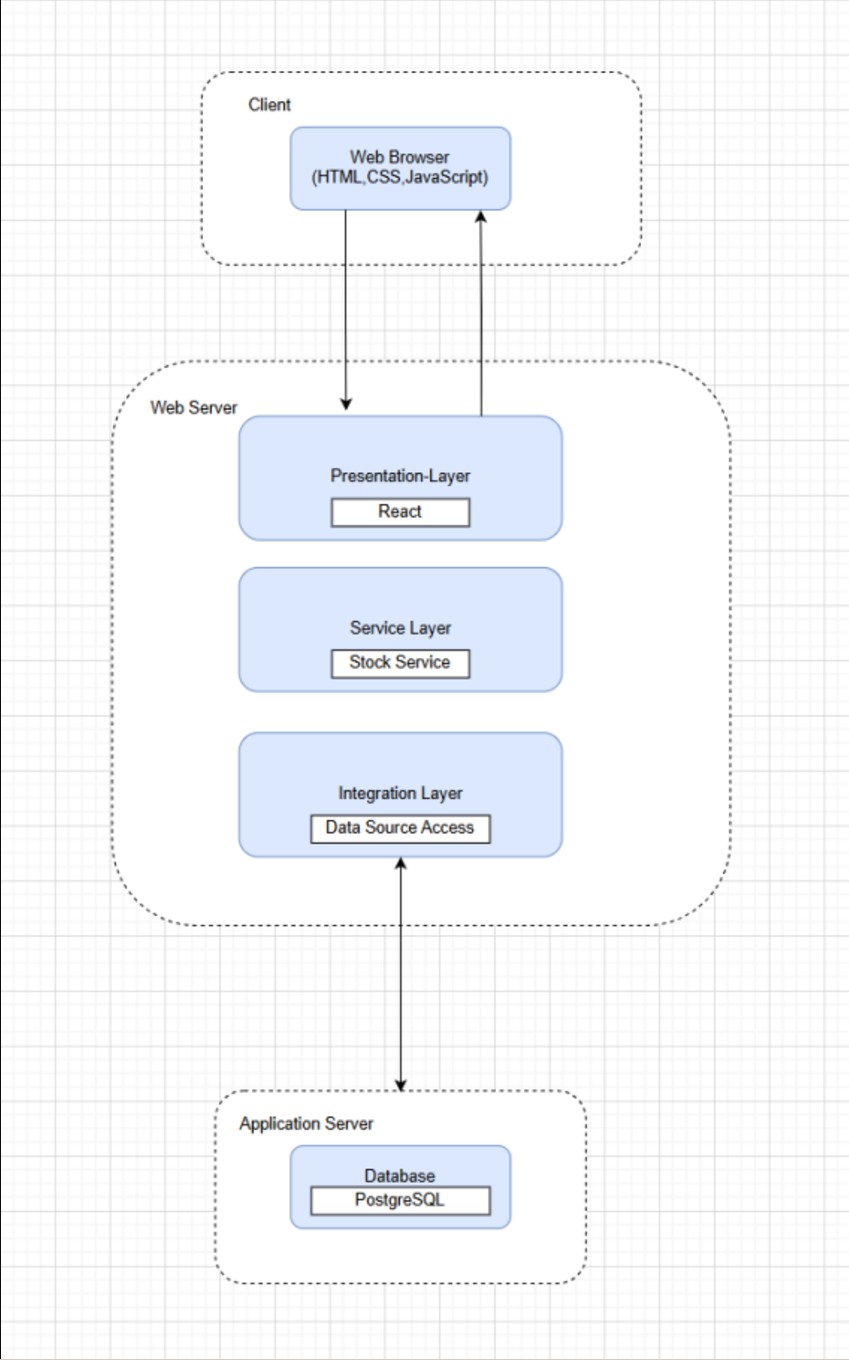 Client
Web Browser
(HTML,CSS,JavaScript)
Web Server
Presentation-Layer
React
Service Layer
Stock Service
Integration Layer
Data Source Access
Application Server
Database
PostgreSQL